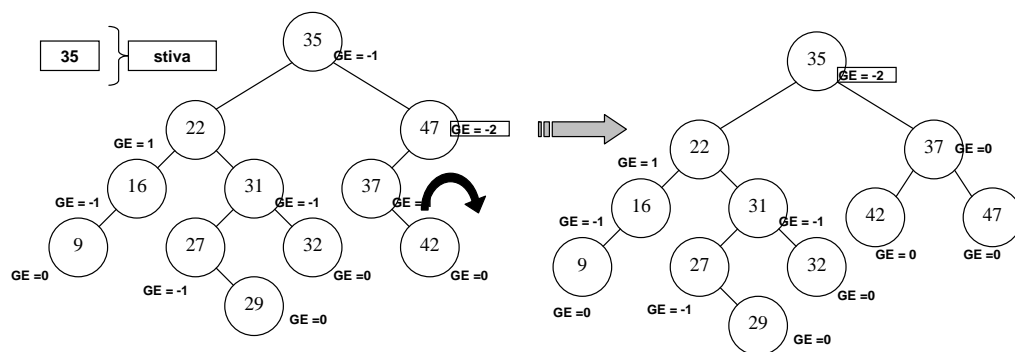 35
stiva
35
GE = -1
22
GE = 1
47
GE = -2
16
GE = -1
31
GE = -1
37
9
GE =0
27
GE = -1
32
GE =0
42
GE =0
29
GE =0
35
GE = -2
22
GE = 1
37
GE =0
16
GE = -1
31
GE = -1
42
GE = 0
47
GE =0
9
GE =0
27
GE = -1
32
GE =0
29
GE =0